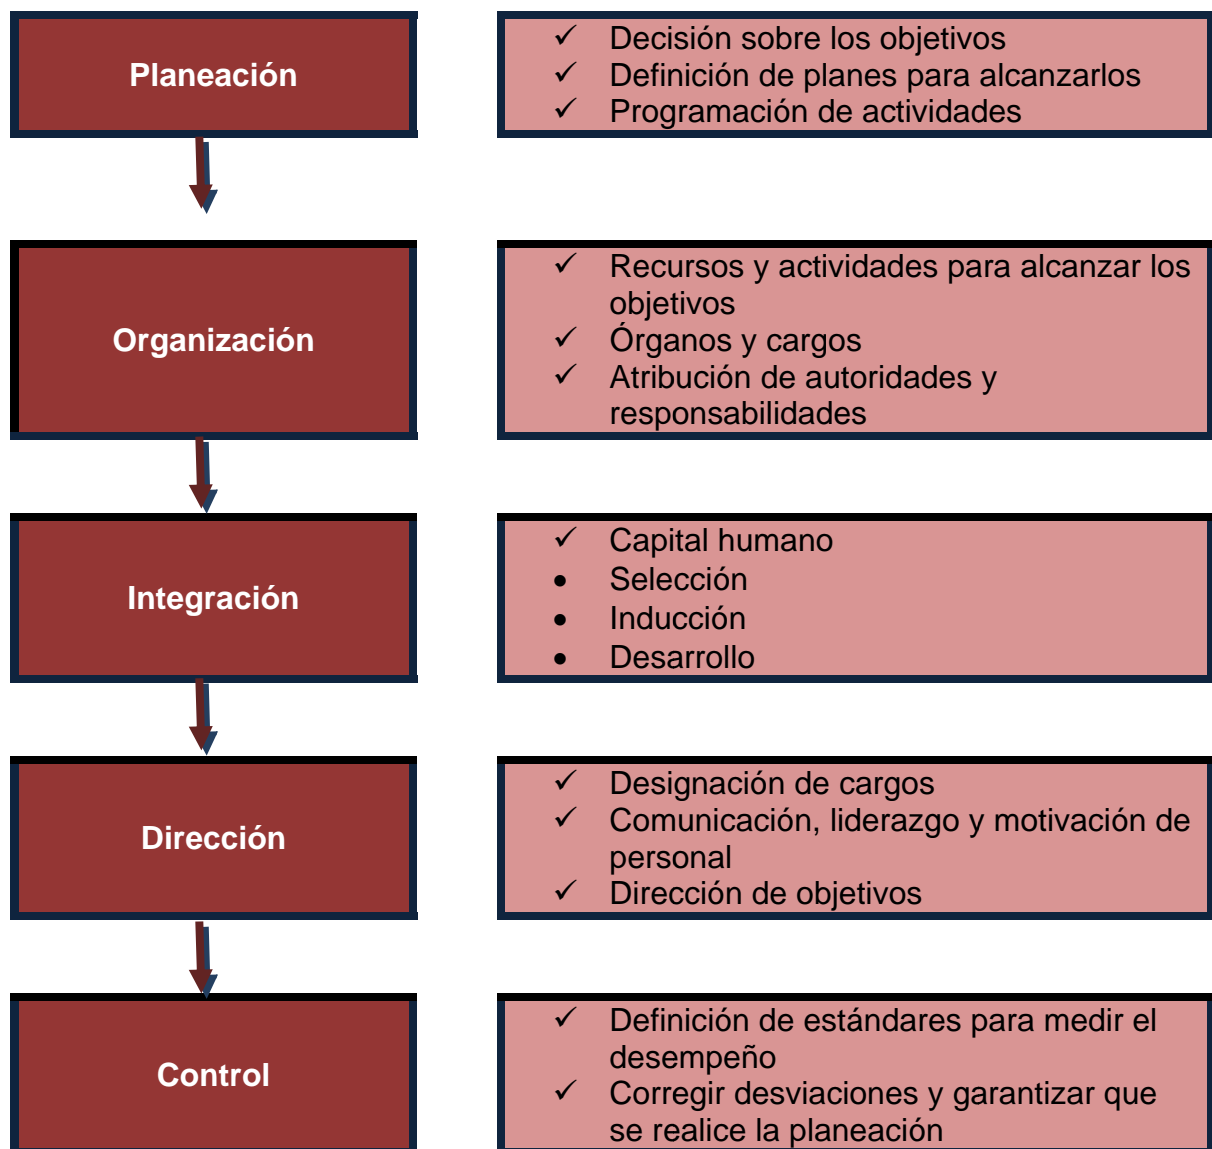 Planeación
✓ Decisión sobre los objetivos
✓ Definición de planes para alcanzarlos
✓ Programación de actividades
Organización
✓ Recursos y actividades para alcanzar los
objetivos
✓ Órganos y cargos
✓ Atribución de autoridades y
responsabilidades
Integración
✓ Capital humano
• Selección
• Inducción
• Desarrollo
Dirección
✓ Designación de cargos
✓ Comunicación, liderazgo y motivación de
personal
✓ Dirección de objetivos
Control
✓ Definición de estándares para medir el
desempeño
✓ Corregir desviaciones y garantizar que
se realice la planeación